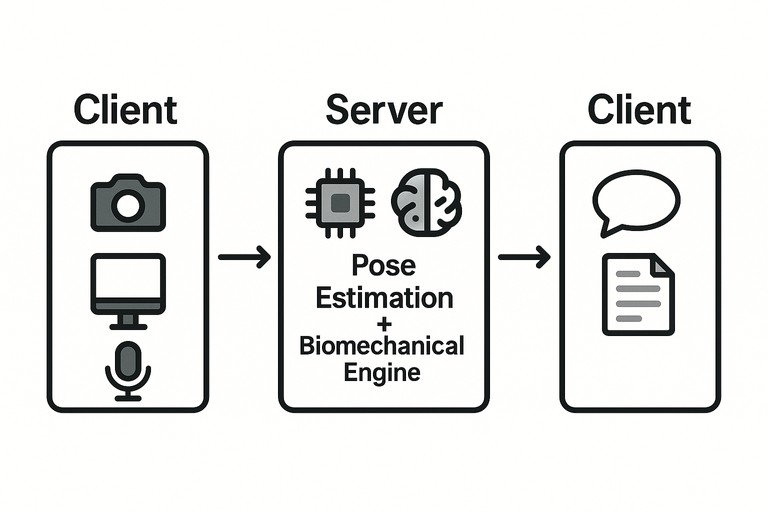 Client
Server
Client
Pose
Estimation
+
Biomechanical
Engine